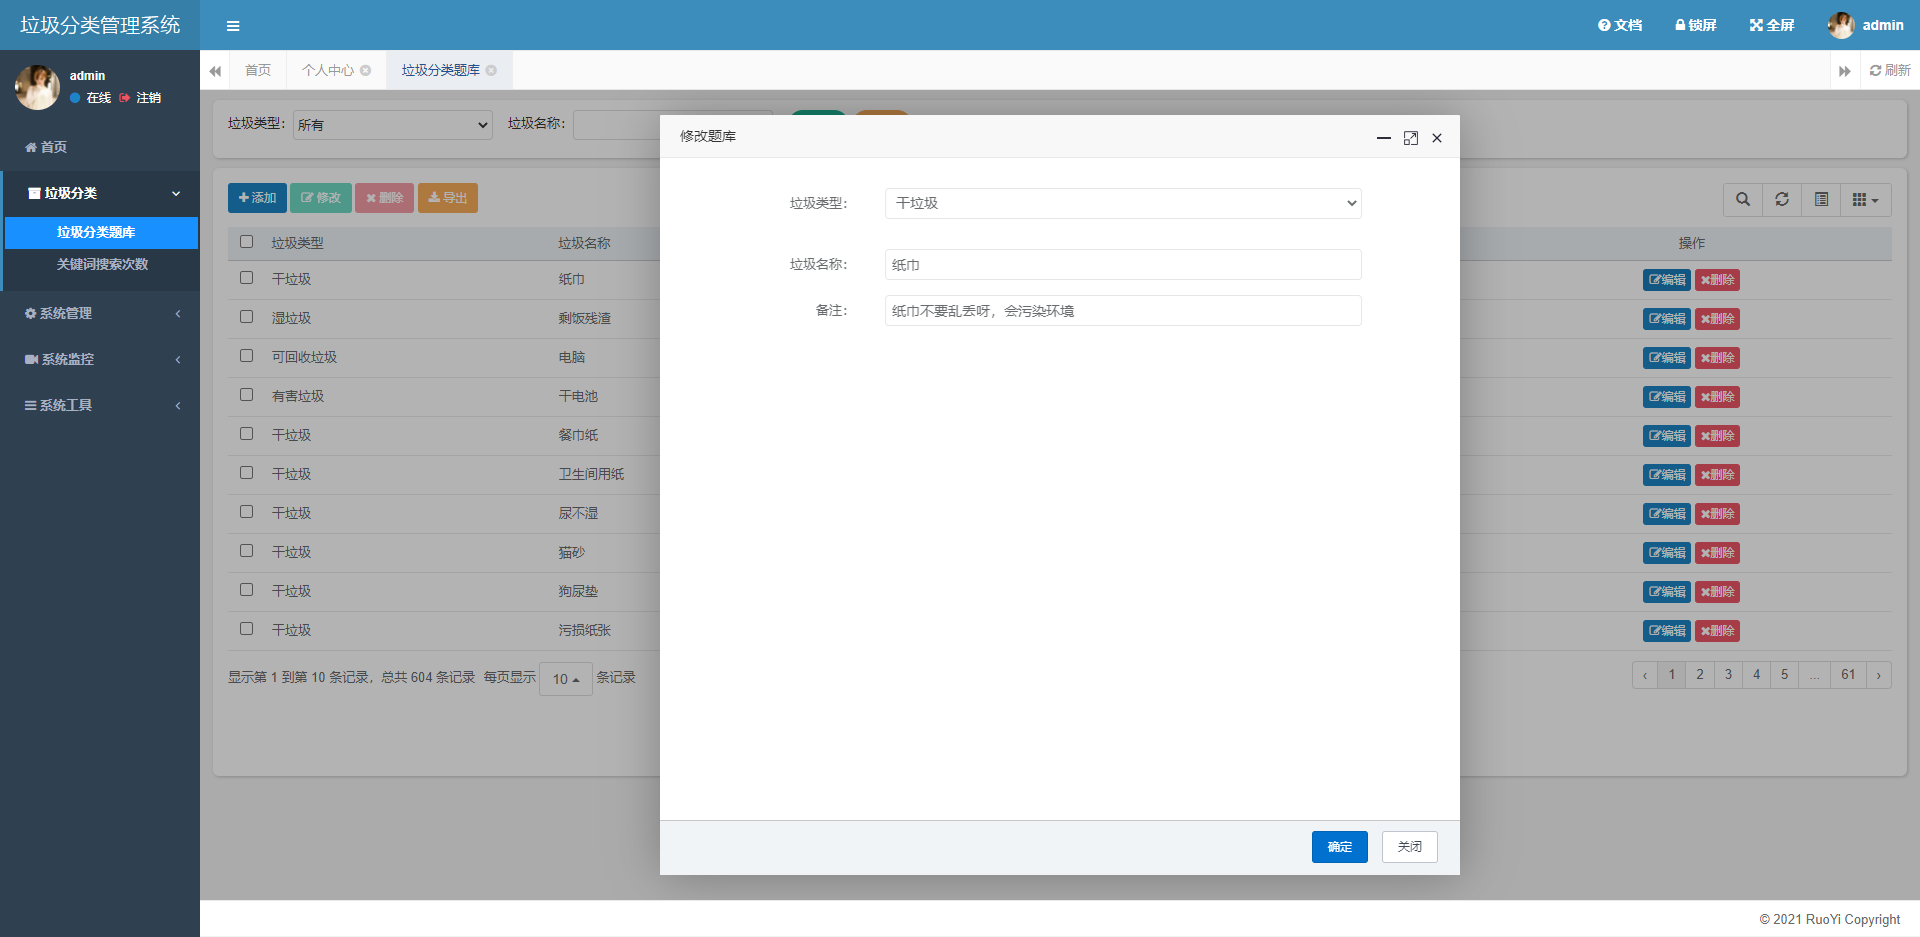 垃圾分类管理系统
文档 锁屏 全屏 admin
admin
在线 注销
首页
垃圾分类
垃圾分类题库
关键词搜索次数
系统管理
系统监控
系统工具
首页 个人中心 垃圾分类题库 刷新
垃圾类型： 所有 垃圾名称：
添加 修改 删除 导出
垃圾类型 垃圾名称 操作
干垃圾 纸巾 编辑 删除
湿垃圾 剩饭残渣 编辑 删除
可回收垃圾 电脑 编辑 删除
有害垃圾 干电池 编辑 删除
干垃圾 餐巾纸 编辑 删除
干垃圾 卫生间用纸 编辑 删除
干垃圾 尿不湿 编辑 删除
干垃圾 猫砂 编辑 删除
干垃圾 狗尿垫 编辑 删除
干垃圾 污损纸张 编辑 删除
显示第 1 到第 10 条记录，总共 604 条记录 每页显示 10 条记录
‹ 1 2 3 4 5 ... 61 ›
修改题库
垃圾类型： 干垃圾
垃圾名称： 纸巾
备注： 纸巾不要乱丢呀，会污染环境
确定 关闭
© 2021 RuoYi Copyright